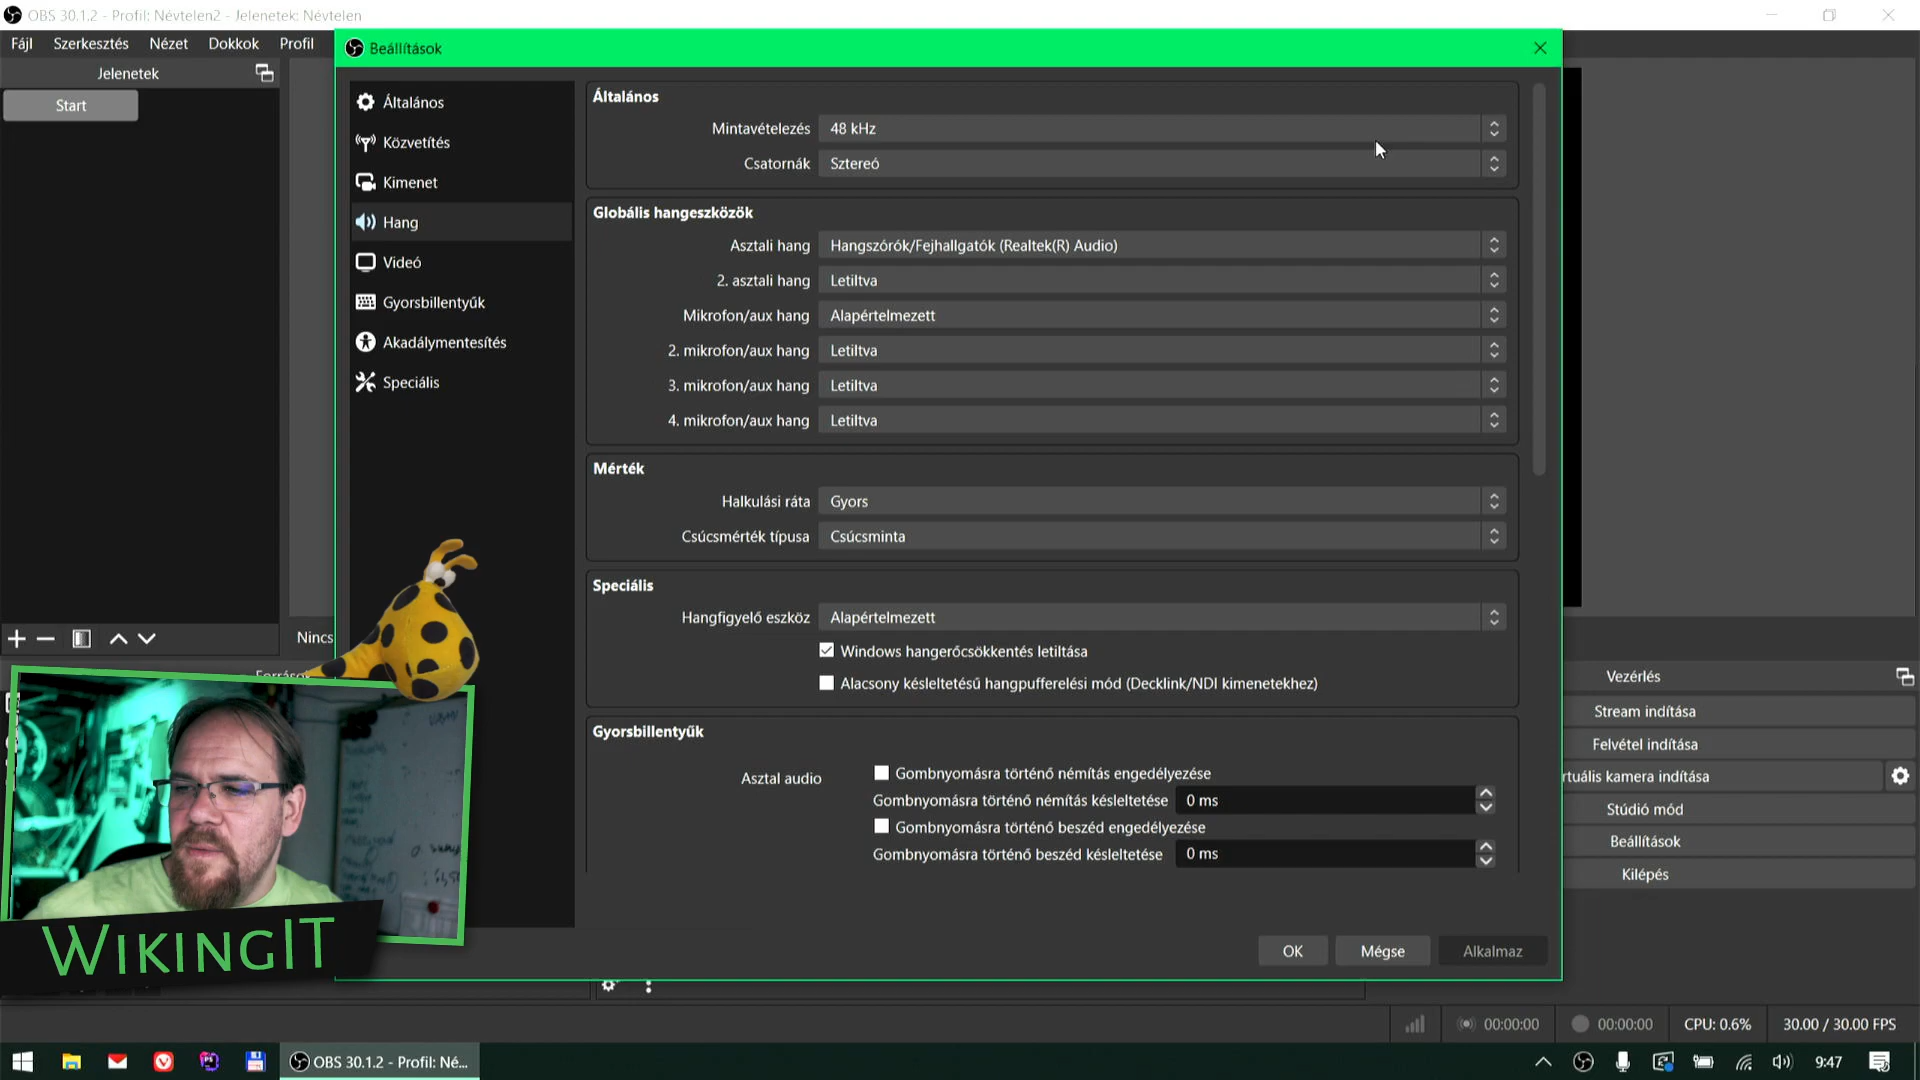 OBS 30.1.2 - Profil: Névtelen2 - Jelenetek: Névtelen
Fájl Szerkesztés Nézet Dokkok Profil
Beállítások
Jelenetek
Start
Általános
Közvetítés
Kimenet
Hang
Videó
Gyorsbillentyűk
Akadálymentesítés
Speciális
Általános
Mintavételezés 48 kHz
Csatornák Sztereó
Globális hangeszközök
Asztali hang Hangszórók/Fejhallgatók (Realtek(R) Audio)
2. asztali hang Letiltva
Mikrofon/aux hang Alapértelmezett
2. mikrofon/aux hang Letiltva
3. mikrofon/aux hang Letiltva
4. mikrofon/aux hang Letiltva
Mérték
Halkulási ráta Gyors
Csúcsmérték típusa Csúcsminta
Speciális
Hangfigyelő eszköz Alapértelmezett
Windows hangerőcsökkentés letiltása
Alacsony késleltetésű hangpufferelési mód (Decklink/NDI kimenetekhez)
Gyorsbillentyűk
Asztal audio
Gombnyomásra történő némítás engedélyezése
Gombnyomásra történő némítás késleltetése 0 ms
Gombnyomásra történő beszéd engedélyezése
Gombnyomásra történő beszéd késleltetése 0 ms
OK Mégse Alkalmaz
Nincs
Vezérlés
Stream indítása
Felvétel indítása
tuális kamera indítása
Stúdió mód
Beállítások
Kilépés
WIKINGIT
00:00:00 00:00:00 CPU: 0.6% 30.00 / 30.00 FPS
OBS 30.1.2 - Profil: Né...
9:47